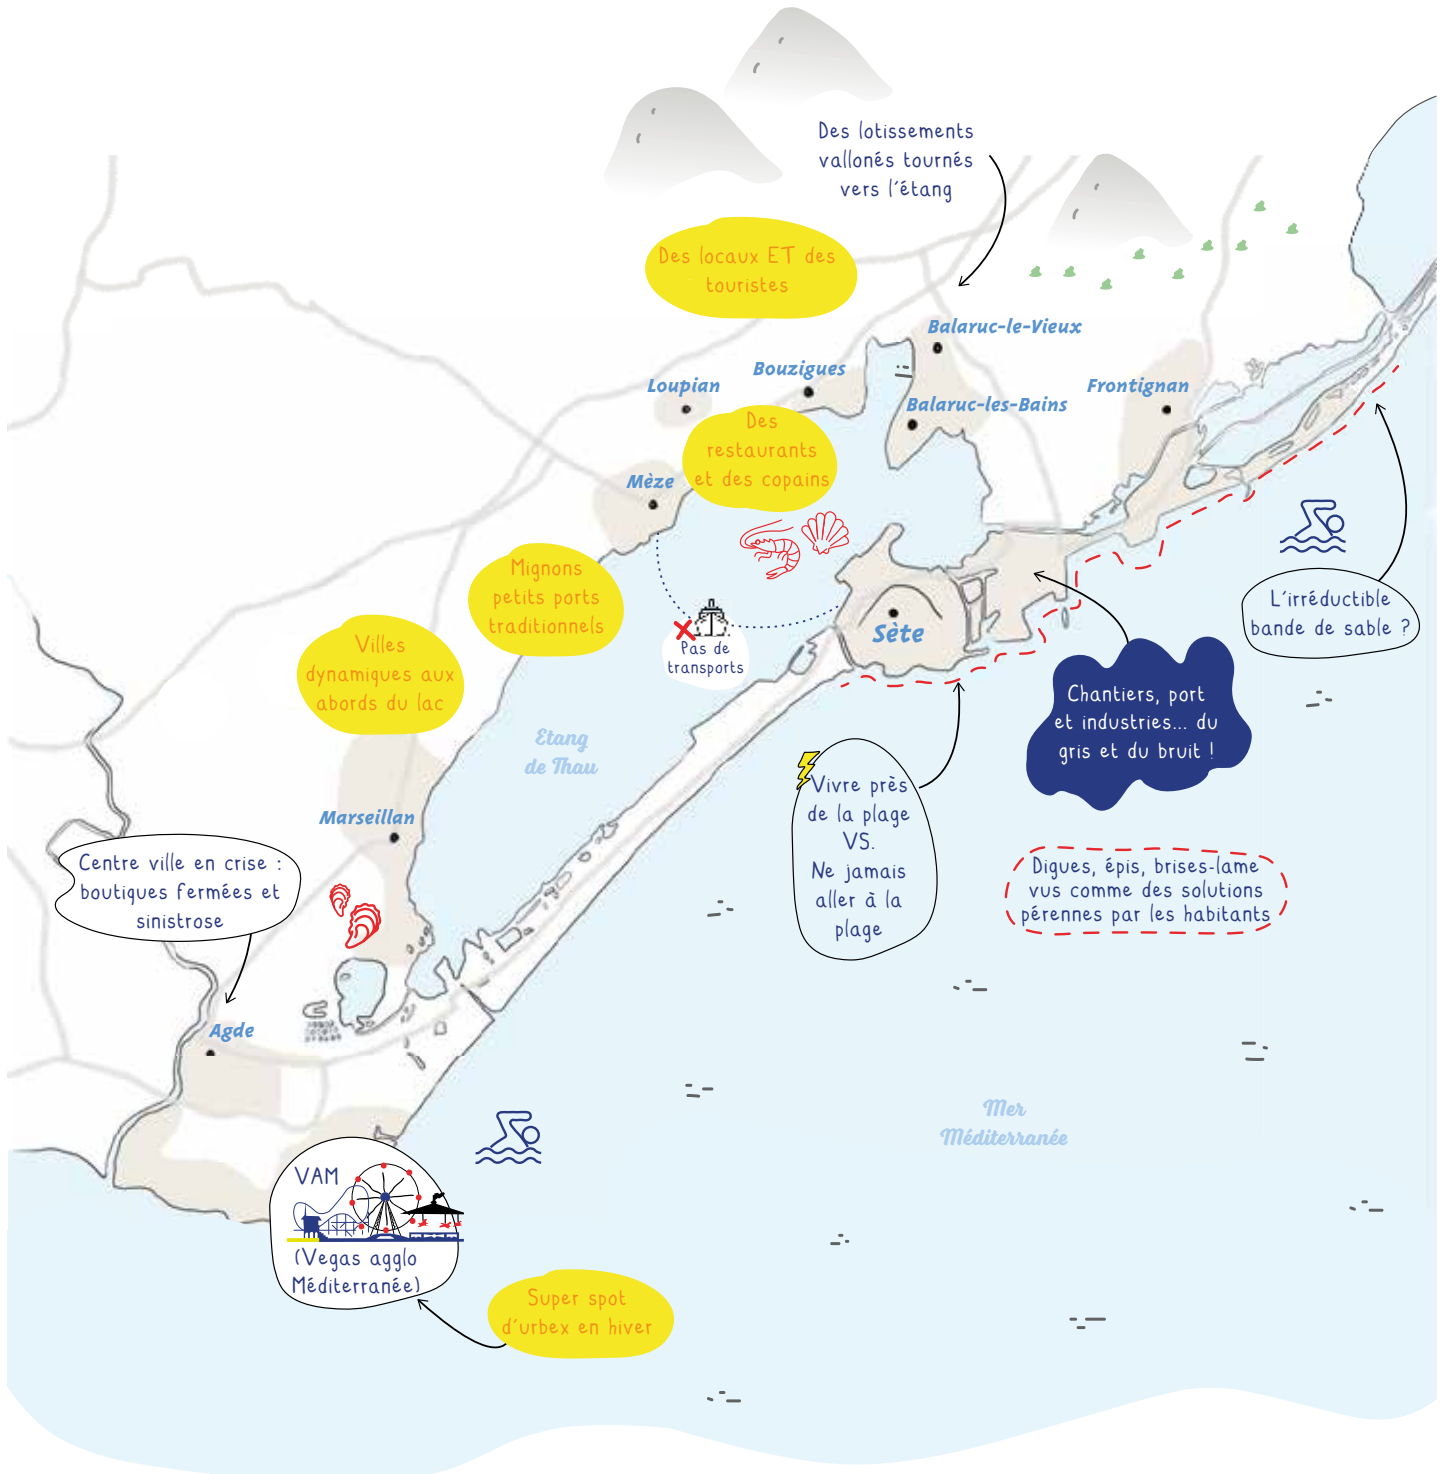 Des lotissements
vallonés tournés
vers l'étang
Des locaux ET des
touristes
Balaruc-le-Vieux
Bouzigues
Loupian
Frontignan
Balaruc-les-Bains
Des
restaurants
et des copains
Mèze
Mignons
petits ports
traditionnels
L'irréductible
bande de sable ?
Sète
Pas de
transports
Villes
dynamiques aux
abords du lac
Chantiers, port
et industries... du
gris et du bruit !
Etang
de Thau
Vivre près
de la plage
VS.
Ne jamais
aller à la
plage
Marseillan
Centre ville en crise :
boutiques fermées et
sinistrose
Digues, épis, brises-lame
vus comme des solutions
pérennes par les habitants
Agde
Mer
Méditerranée
VAM
(Vegas agglo
Méditerranée)
Super spot
d'urbex en hiver